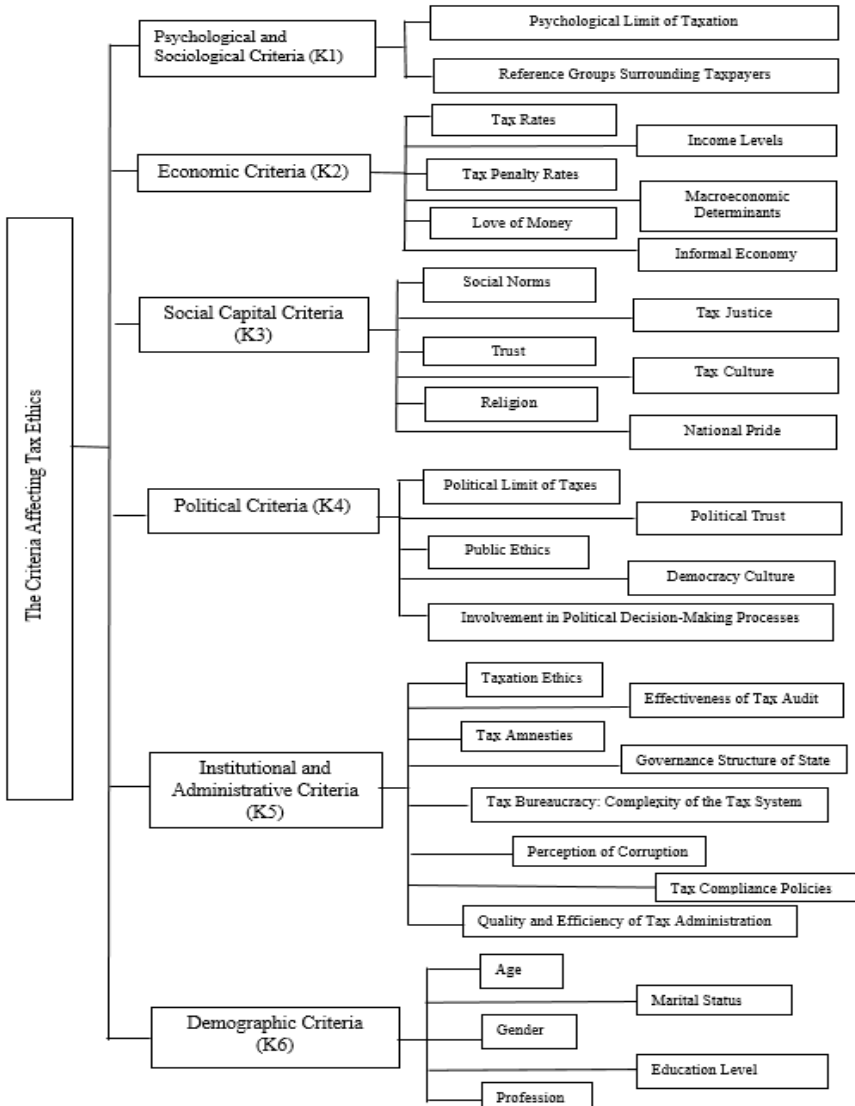 The Criteria Affecting Tax Ethics
Psychological and
Sociological Criteria (K1)
Psychological Limit of Taxation
Reference Groups Surrounding Taxpayers
Economic Criteria (K2)
Tax Rates
Income Levels
Tax Penalty Rates
Macroeconomic
Determinants
Love of Money
Informal Economy
Social Capital Criteria
(K3)
Social Norms
Tax Justice
Trust
Tax Culture
Religion
National Pride
Political Criteria (K4)
Political Limit of Taxes
Political Trust
Public Ethics
Democracy Culture
Involvement in Political Decision-Making Processes
Institutional and
Administrative Criteria
(K5)
Taxation Ethics
Effectiveness of Tax Audit
Tax Amnesties
Governance Structure of State
Tax Bureaucracy: Complexity of the Tax System
Perception of Corruption
Tax Compliance Policies
Quality and Efficiency of Tax Administration
Demographic Criteria
(K6)
Age
Marital Status
Gender
Education Level
Profession